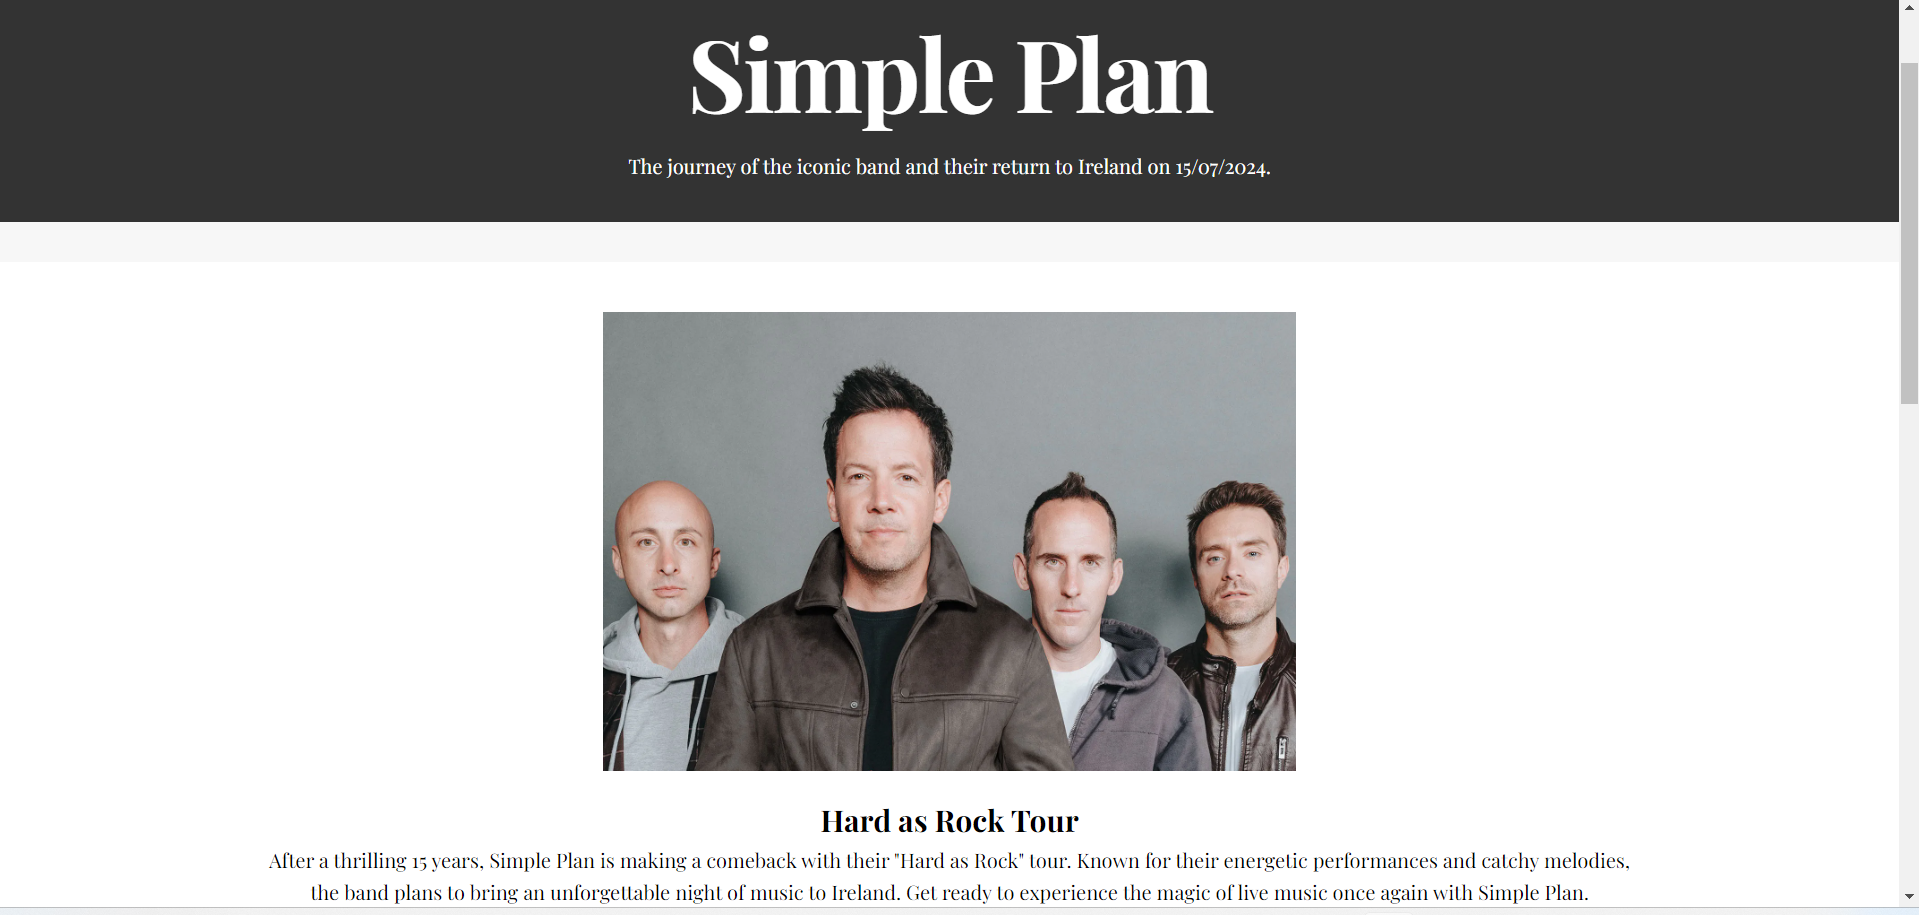 Simple Plan
The journey of the iconic band and their return to Ireland on 15/07/2024.
Hard as Rock Tour
After a thrilling 15 years, Simple Plan is making a comeback with their "Hard as Rock" tour. Known for their energetic performances and catchy melodies,
the band plans to bring an unforgettable night of music to Ireland. Get ready to experience the magic of live music once again with Simple Plan.